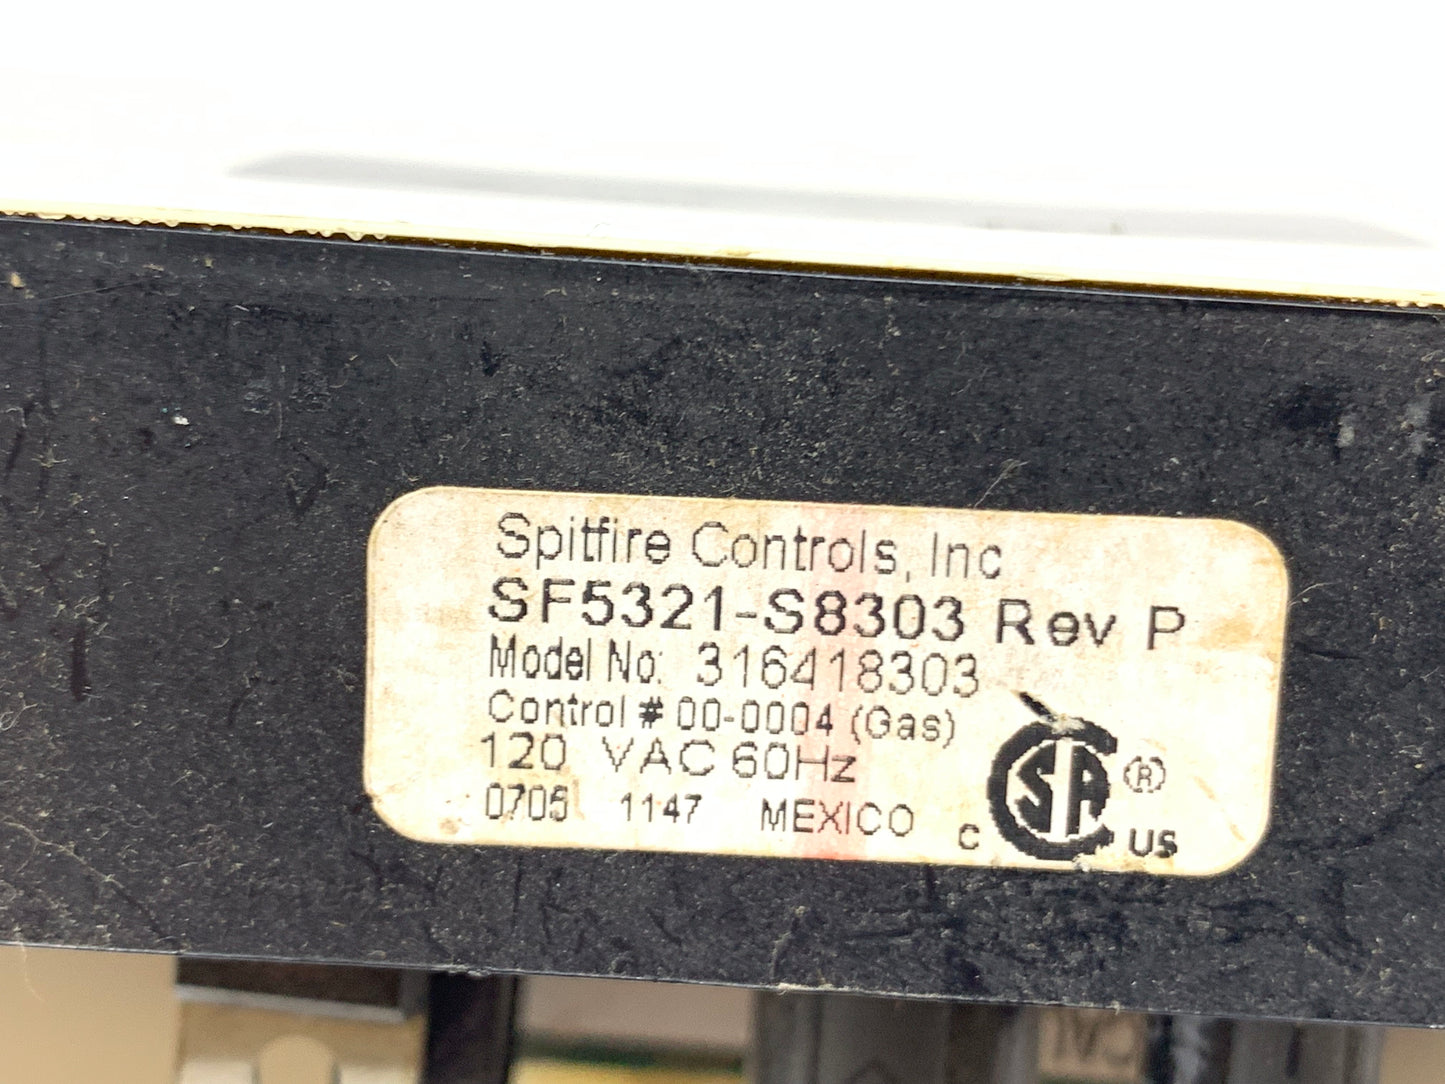 Spitfire Controls, Inc
SF5321-S8303 Rev P
Model No: 316418303
Control # 00-0004 (Gas)
120 VAC 60Hz
0705 1147 MEXICO
C CSA ® US